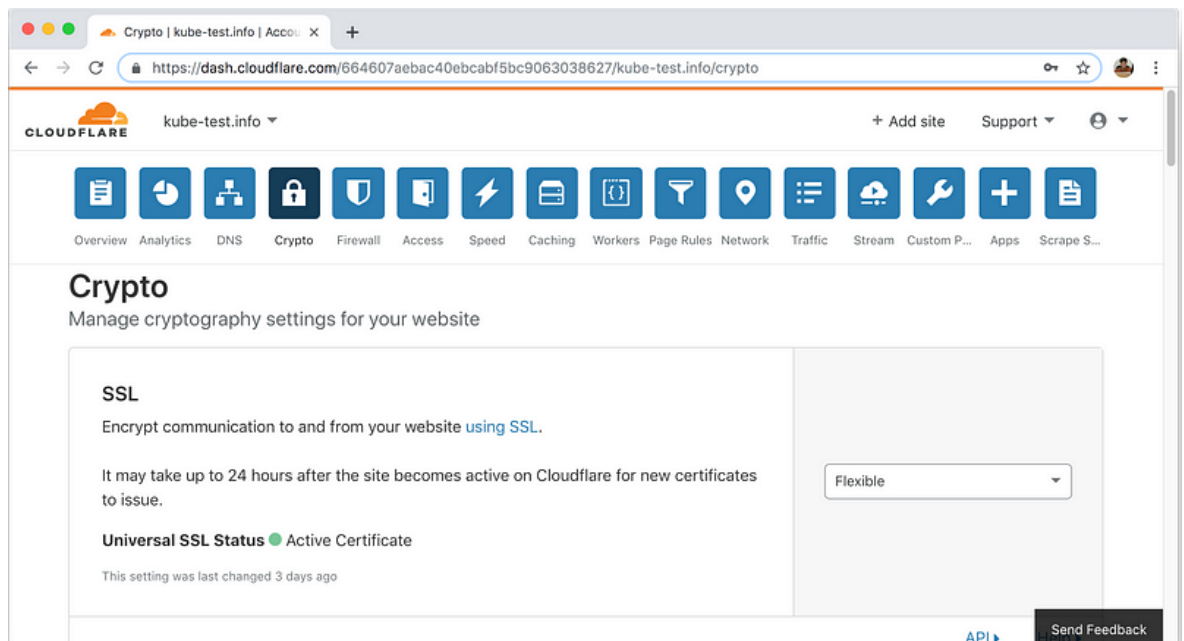 Crypto | kube-test.info | Accou
https://dash.cloudflare.com/664607aebac40ebcabf5bc9063038627/kube-test.info/crypto
CLOUDFLARE
kube-test.info
+ Add site
Support
Overview
Analytics
DNS
Crypto
Firewall
Access
Speed
Caching
Workers
Page Rules
Network
Traffic
Stream
Custom P...
Apps
Scrape S...
Crypto
Manage cryptography settings for your website
SSL
Encrypt communication to and from your website using SSL.
It may take up to 24 hours after the site becomes active on Cloudflare for new certificates
to issue.
Universal SSL Status Active Certificate
This setting was last changed 3 days ago
Flexible
API
Send Feedback